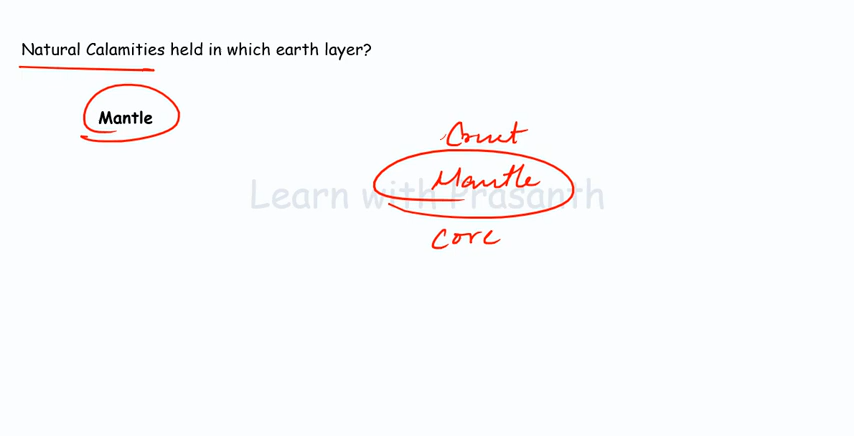 Natural Calamities held in which earth layer?
Mantle
Crust
Mantle
Learn with Prasanth
Core